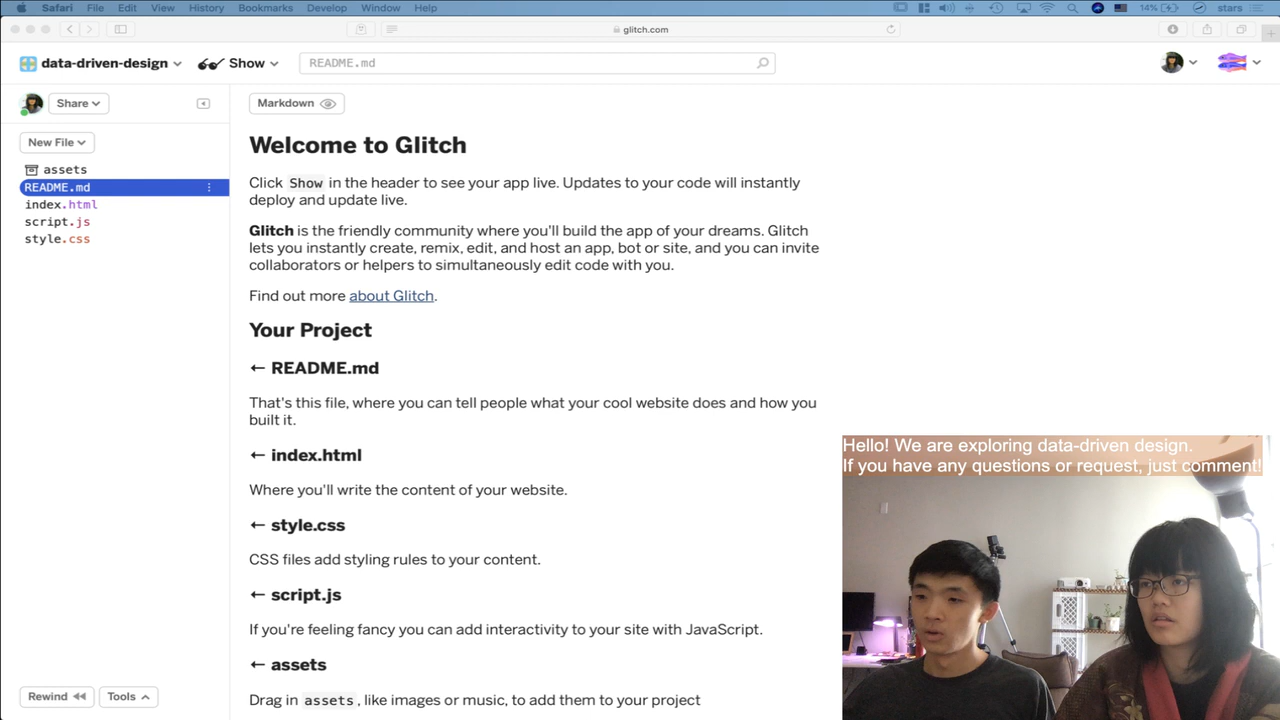 Safari File Edit View History Bookmarks Develop Window Help 14% stars
glitch.com
data-driven-design Show README.md
Share
Markdown
New File
assets
README.md
index.html
script.js
style.css
Welcome to Glitch
Click Show in the header to see your app live. Updates to your code will instantly
deploy and update live.
Glitch is the friendly community where you'll build the app of your dreams. Glitch
lets you instantly create, remix, edit, and host an app, bot or site, and you can invite
collaborators or helpers to simultaneously edit code with you.
Find out more about Glitch.
Your Project
← README.md
That's this file, where you can tell people what your cool website does and how you
built it.
← index.html
Where you'll write the content of your website.
← style.css
CSS files add styling rules to your content.
← script.js
If you're feeling fancy you can add interactivity to your site with JavaScript.
← assets
Drag in assets, like images or music, to add them to your project
Rewind Tools
Hello! We are exploring data-driven design.
If you have any questions or request, just comment!